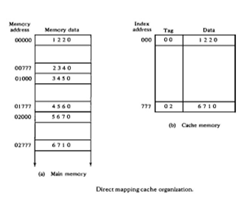 Memory address
Memory data
00000
1 2 2 0
00777
2 3 4 0
01000
3 4 5 0
01777
4 5 6 0
02000
5 6 7 0
02777
6 7 1 0
(a) Main memory
Index address
Tag
Data
000
0 0
1 2 2 0
777
0 2
6 7 1 0
(b) Cache memory
Direct mapping cache organization.